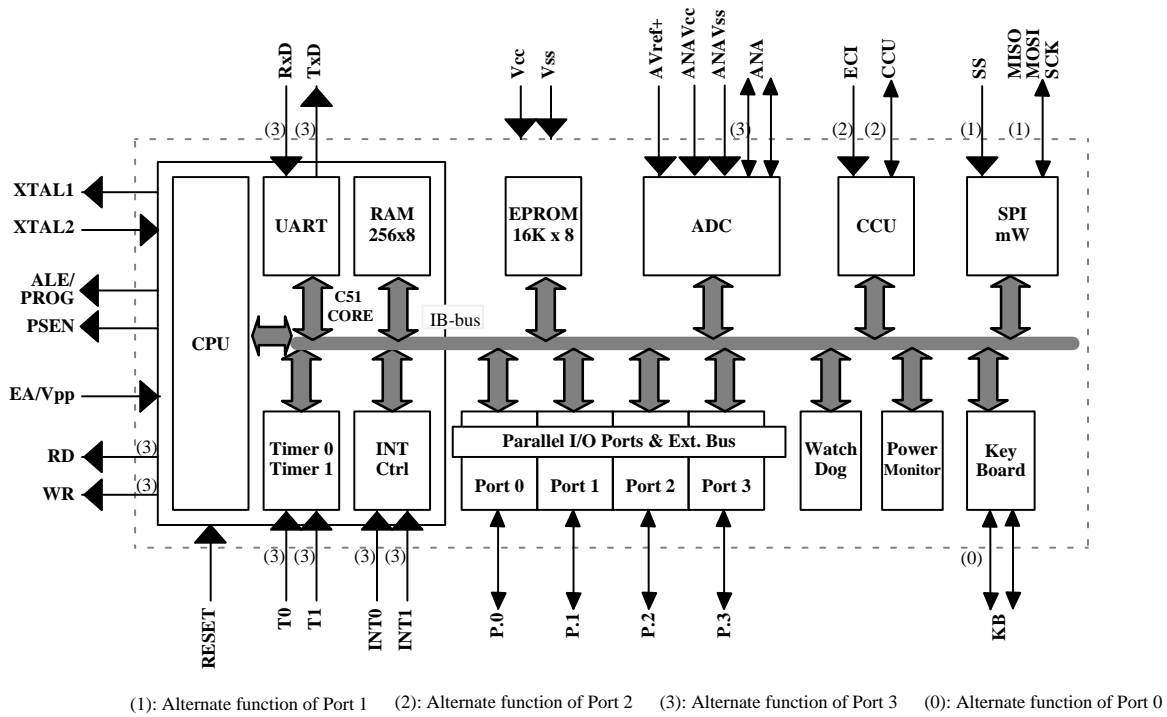 RxD
TxD
Vcc
Vss
AVref+
ANAVcc
ANAVss
ANA
ECI
CCU
SS
MISO
MOSI
SCK
(3)
(3)
(3)
(2)
(2)
(1)
(1)
XTAL1
XTAL2
ALE/
PROG
PSEN
EA/Vpp
RD
(3)
WR
(3)
CPU
UART
RAM
256x8
C51
CORE
IB-bus
EPROM
16K x 8
ADC
CCU
SPI
mW
Timer 0
Timer 1
INT
Ctrl
Parallel I/O Ports & Ext. Bus
Port 0
Port 1
Port 2
Port 3
Watch
Dog
Power
Monitor
Key
Board
(3)
(3)
(3)
(3)
(0)
RESET
T0
T1
INT0
INT1
P.0
P.1
P.2
P.3
KB
(1): Alternate function of Port 1 (2): Alternate function of Port 2 (3): Alternate function of Port 3 (0): Alternate function of Port 0